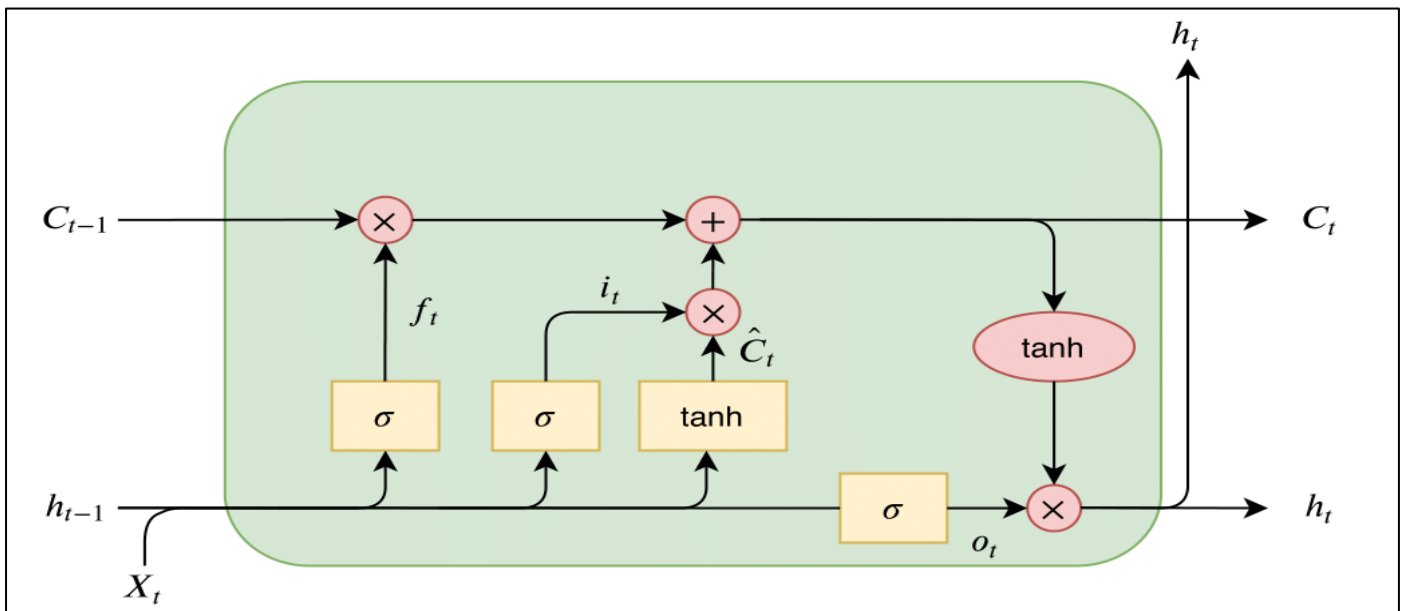 h_t
C_{t-1}
×
+
C_t
i_t
f_t
×
Ĉ_t
tanh
σ
σ
tanh
h_{t-1}
σ
×
h_t
o_t
X_t